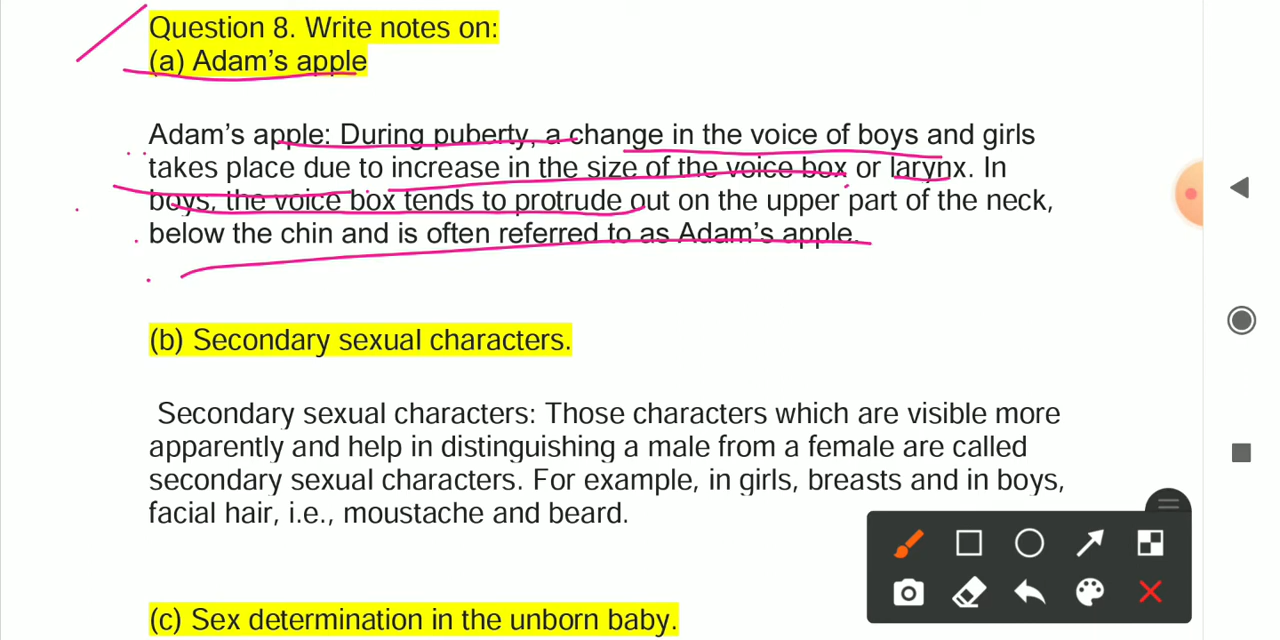 Question 8. Write notes on:
(a) Adam's apple
Adam's apple: During puberty, a change in the voice of boys and girls
takes place due to increase in the size of the voice box or larynx. In
boys, the voice box tends to protrude out on the upper part of the neck,
below the chin and is often referred to as Adam's apple.
(b) Secondary sexual characters.
Secondary sexual characters: Those characters which are visible more
apparently and help in distinguishing a male from a female are called
secondary sexual characters. For example, in girls, breasts and in boys,
facial hair, i.e., moustache and beard.
(c) Sex determination in the unborn baby.